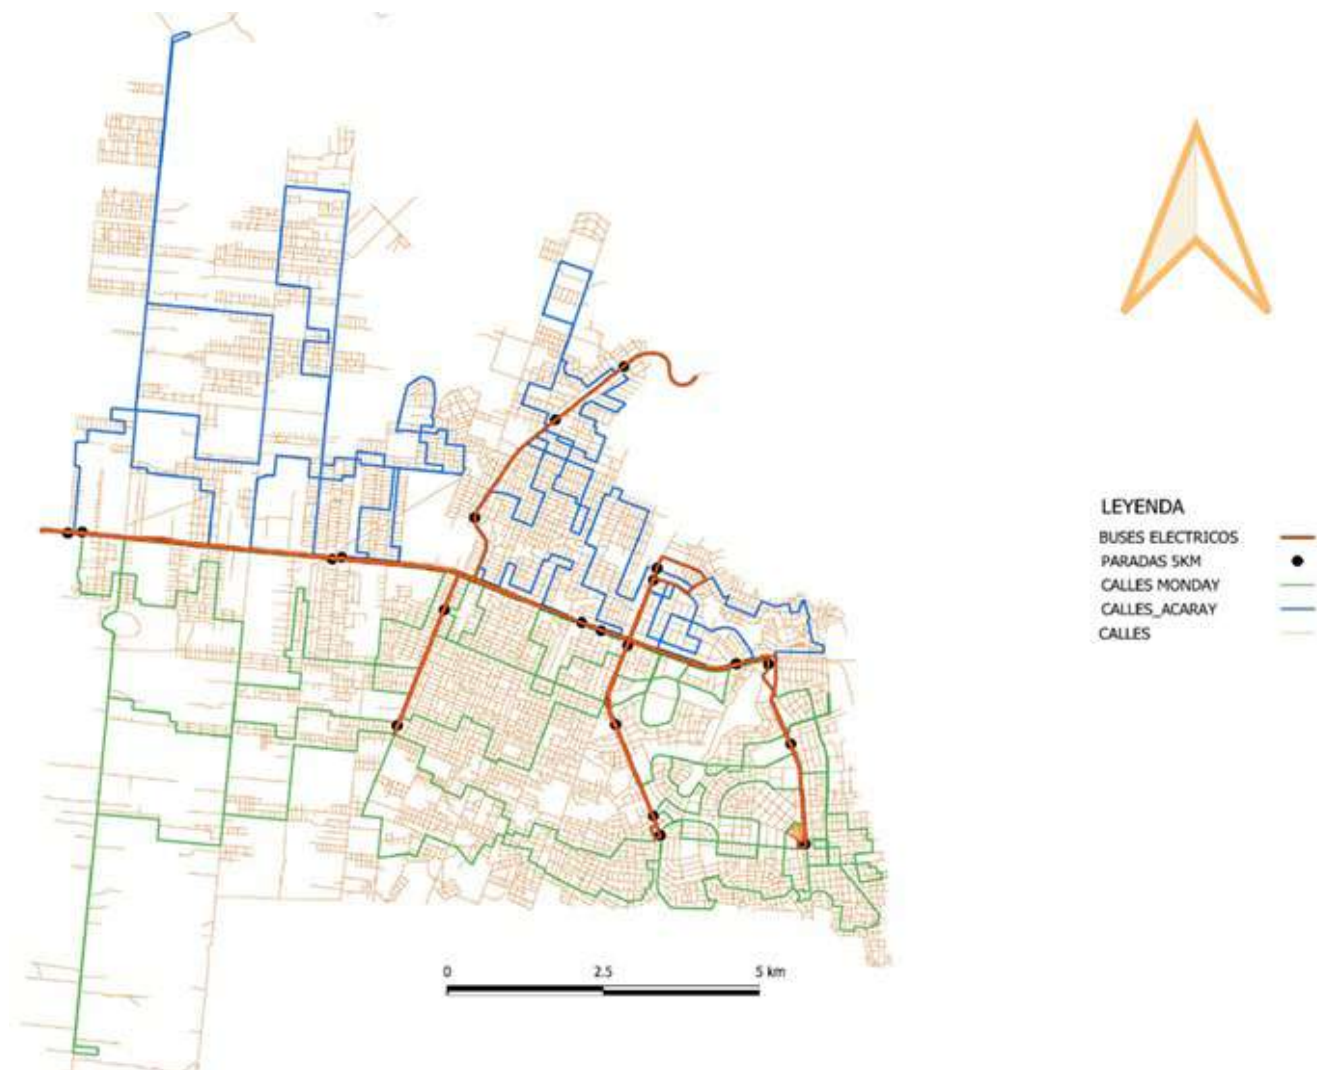 LEYENDA
BUSES ELECTRICOS
PARADAS 5KM
CALLES MONDAY
CALLES_ACARAY
CALLES
0 2.5 5 km